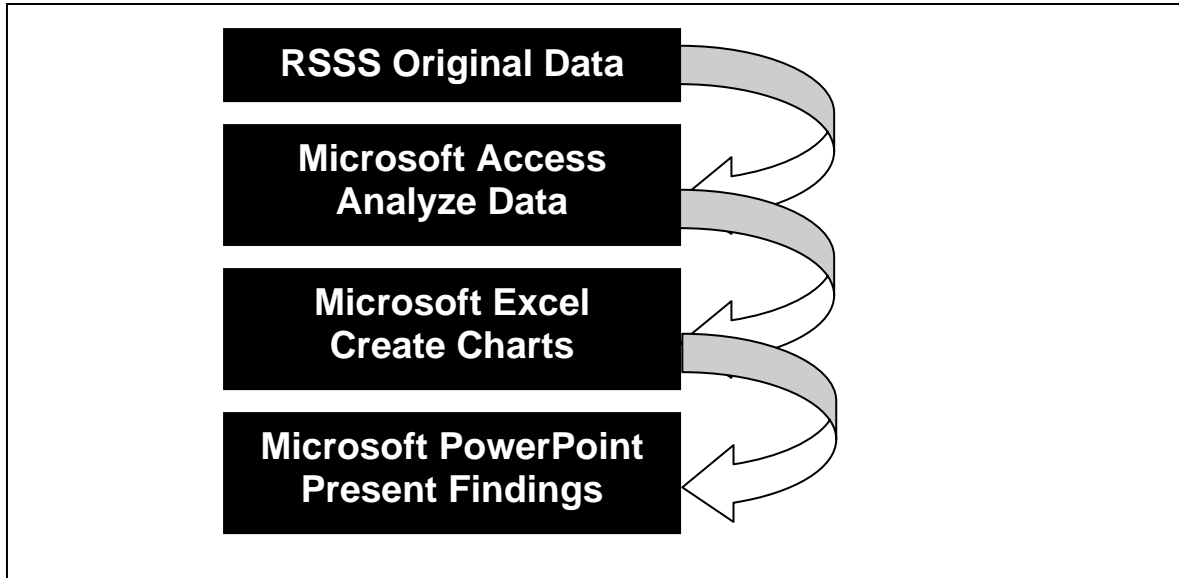 RSSS Original Data
Microsoft Access
Analyze Data
Microsoft Excel
Create Charts
Microsoft PowerPoint
Present Findings